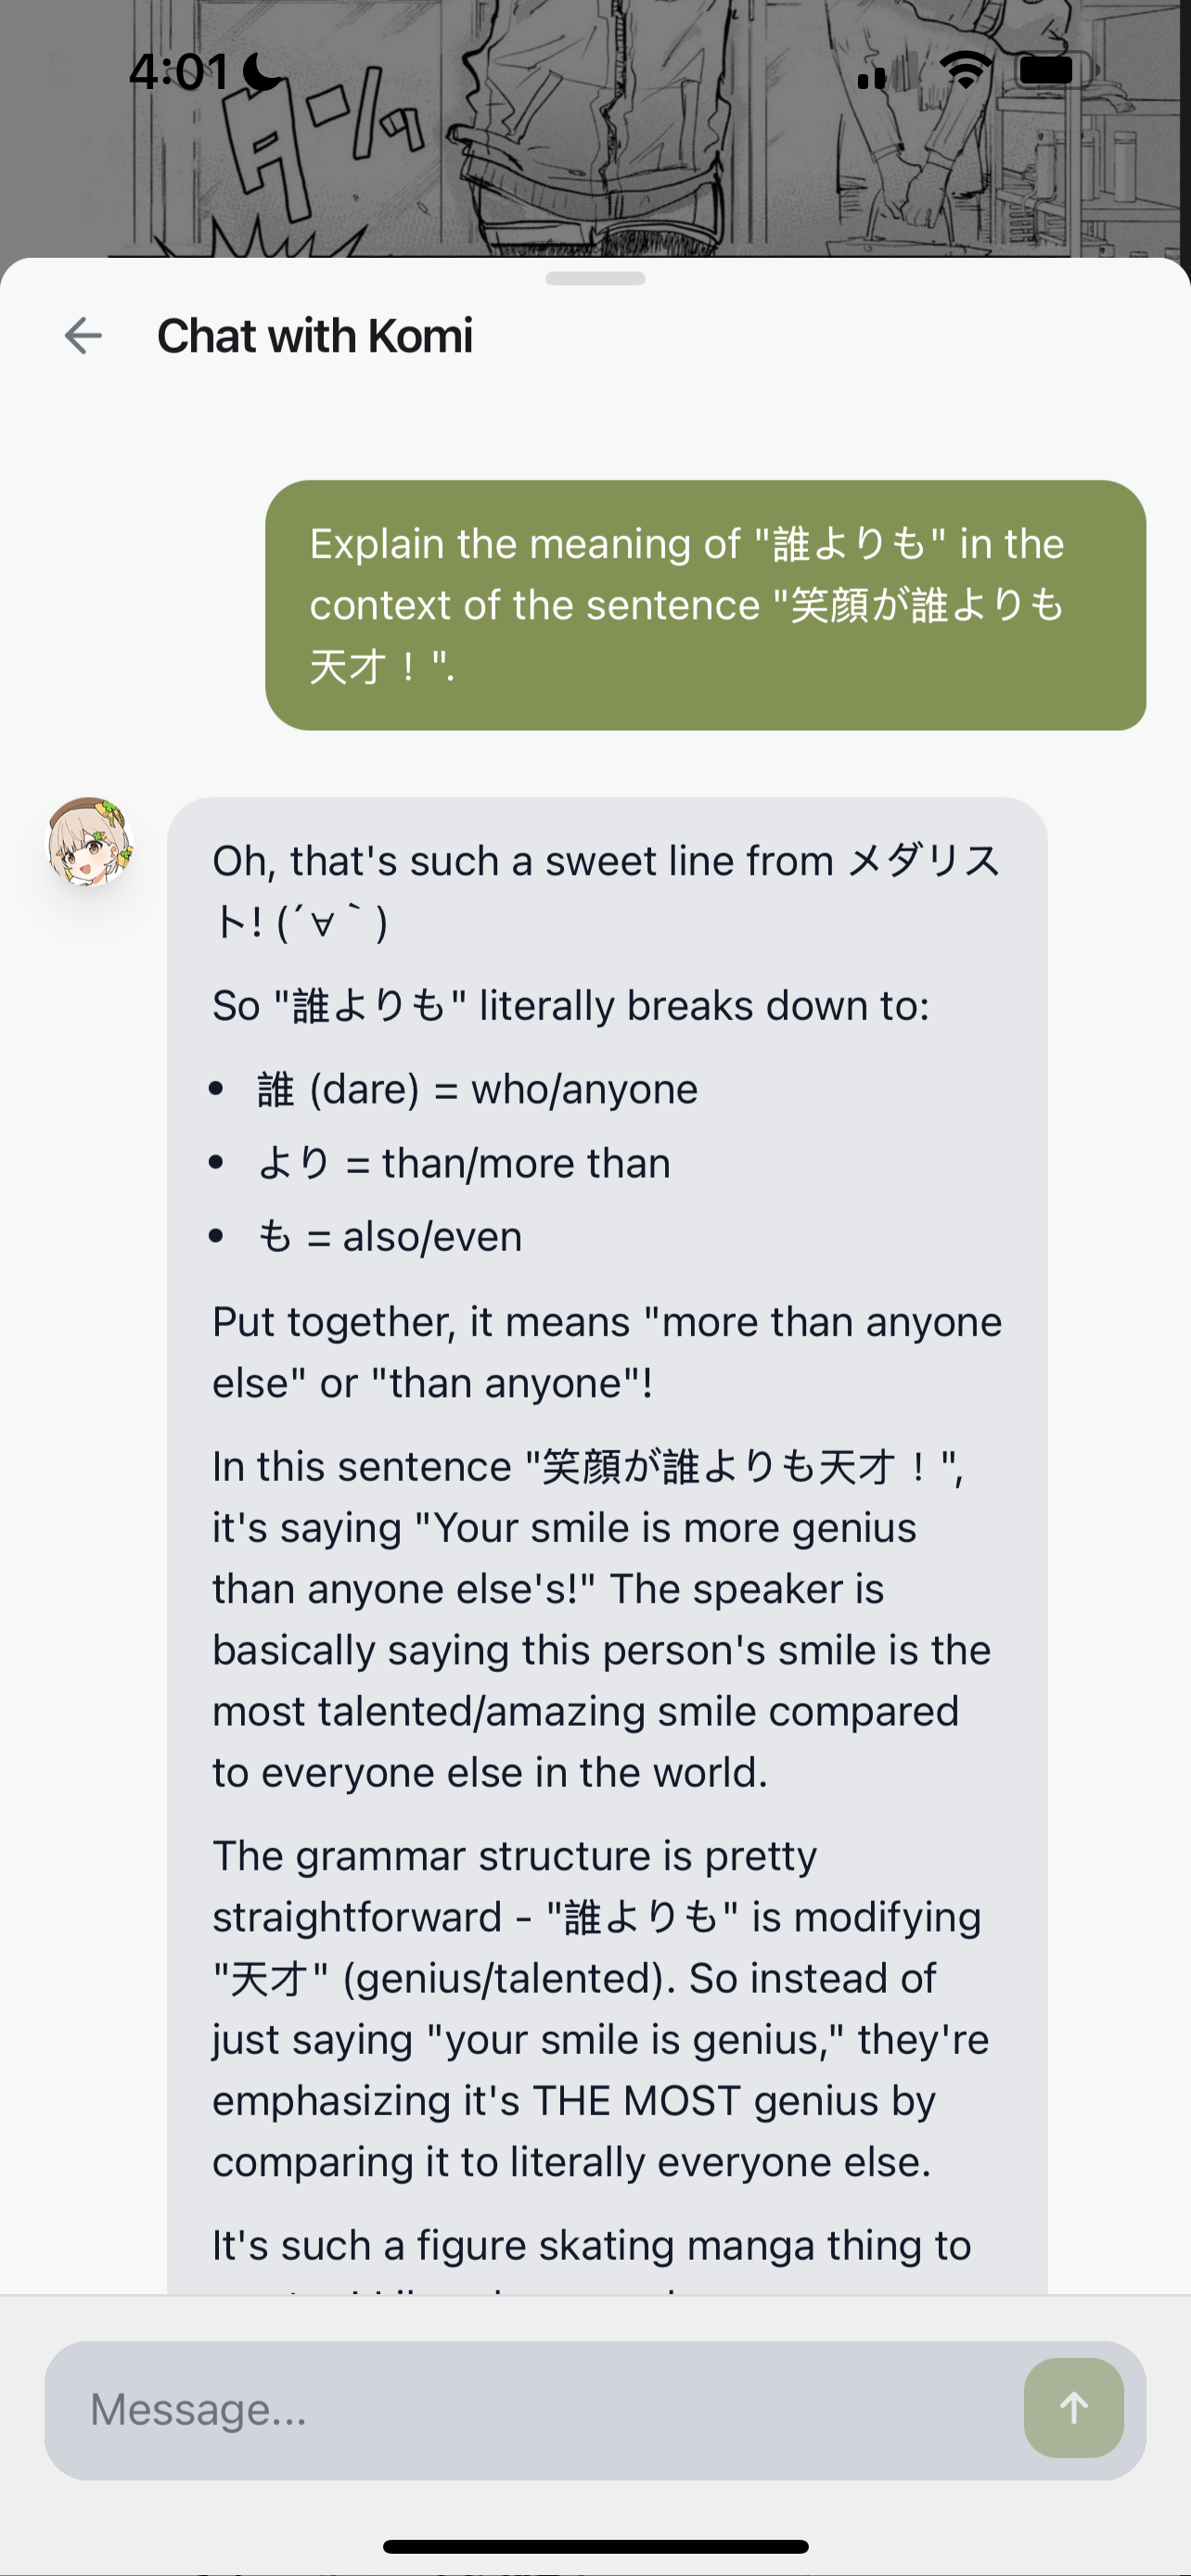 4:01
タンッ
Chat with Komi
Explain the meaning of "誰よりも" in the
context of the sentence "笑顔が誰よりも
天才！".
Oh, that's such a sweet line from メダリス
ト! (´∀｀)
So "誰よりも" literally breaks down to:
• 誰 (dare) = who/anyone
• より = than/more than
• も = also/even
Put together, it means "more than anyone
else" or "than anyone"!
In this sentence "笑顔が誰よりも天才！",
it's saying "Your smile is more genius
than anyone else's!" The speaker is
basically saying this person's smile is the
most talented/amazing smile compared
to everyone else in the world.
The grammar structure is pretty
straightforward - "誰よりも" is modifying
"天才" (genius/talented). So instead of
just saying "your smile is genius," they're
emphasizing it's THE MOST genius by
comparing it to literally everyone else.
It's such a figure skating manga thing to
Message...